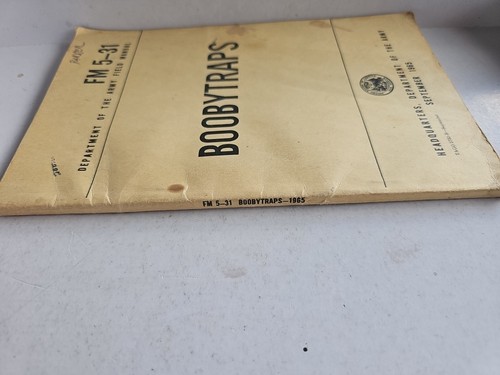 FM 5-31
DEPARTMENT OF THE ARMY FIELD MANUAL
BOOBYTRAPS
HEADQUARTERS, DEPARTMENT OF THE ARMY
SEPTEMBER 1965
FM 5-31 BOOBYTRAPS—1965